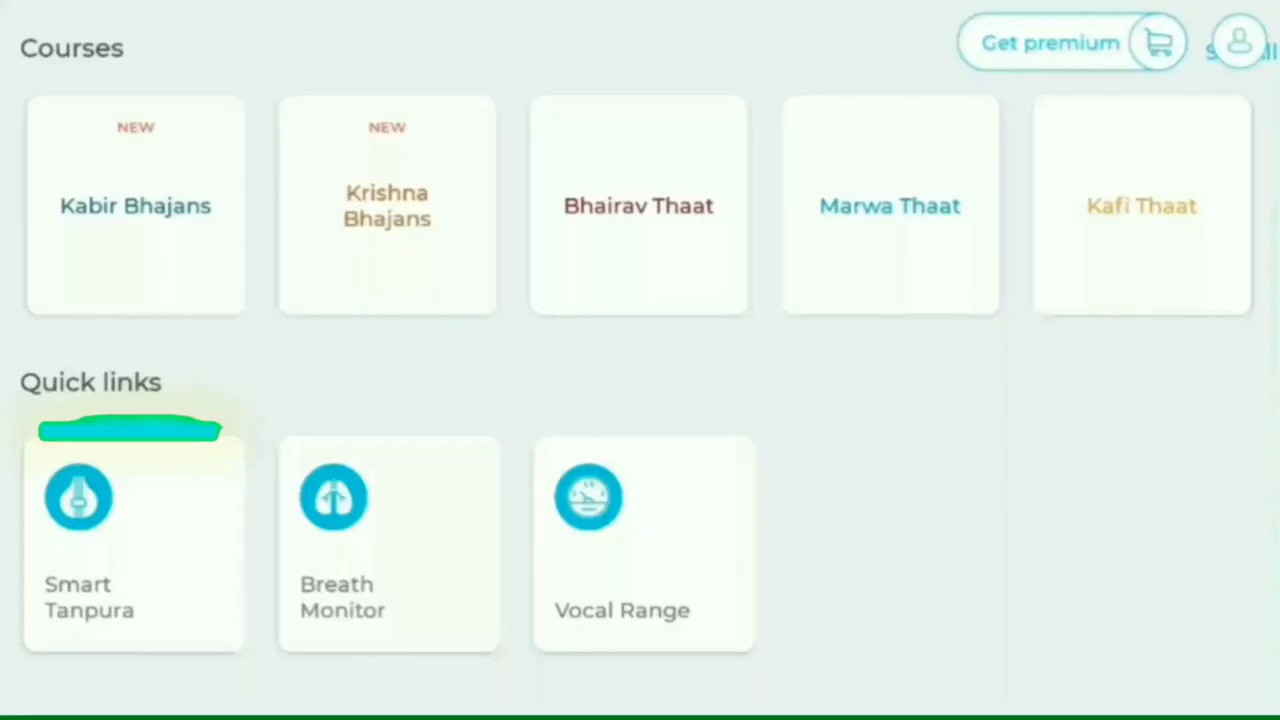 Courses
Get premium
NEW
NEW
Kabir Bhajans
Krishna
Bhajans
Bhairav Thaat
Marwa Thaat
Kafi Thaat
Quick links
Smart
Tanpura
Breath
Monitor
Vocal Range